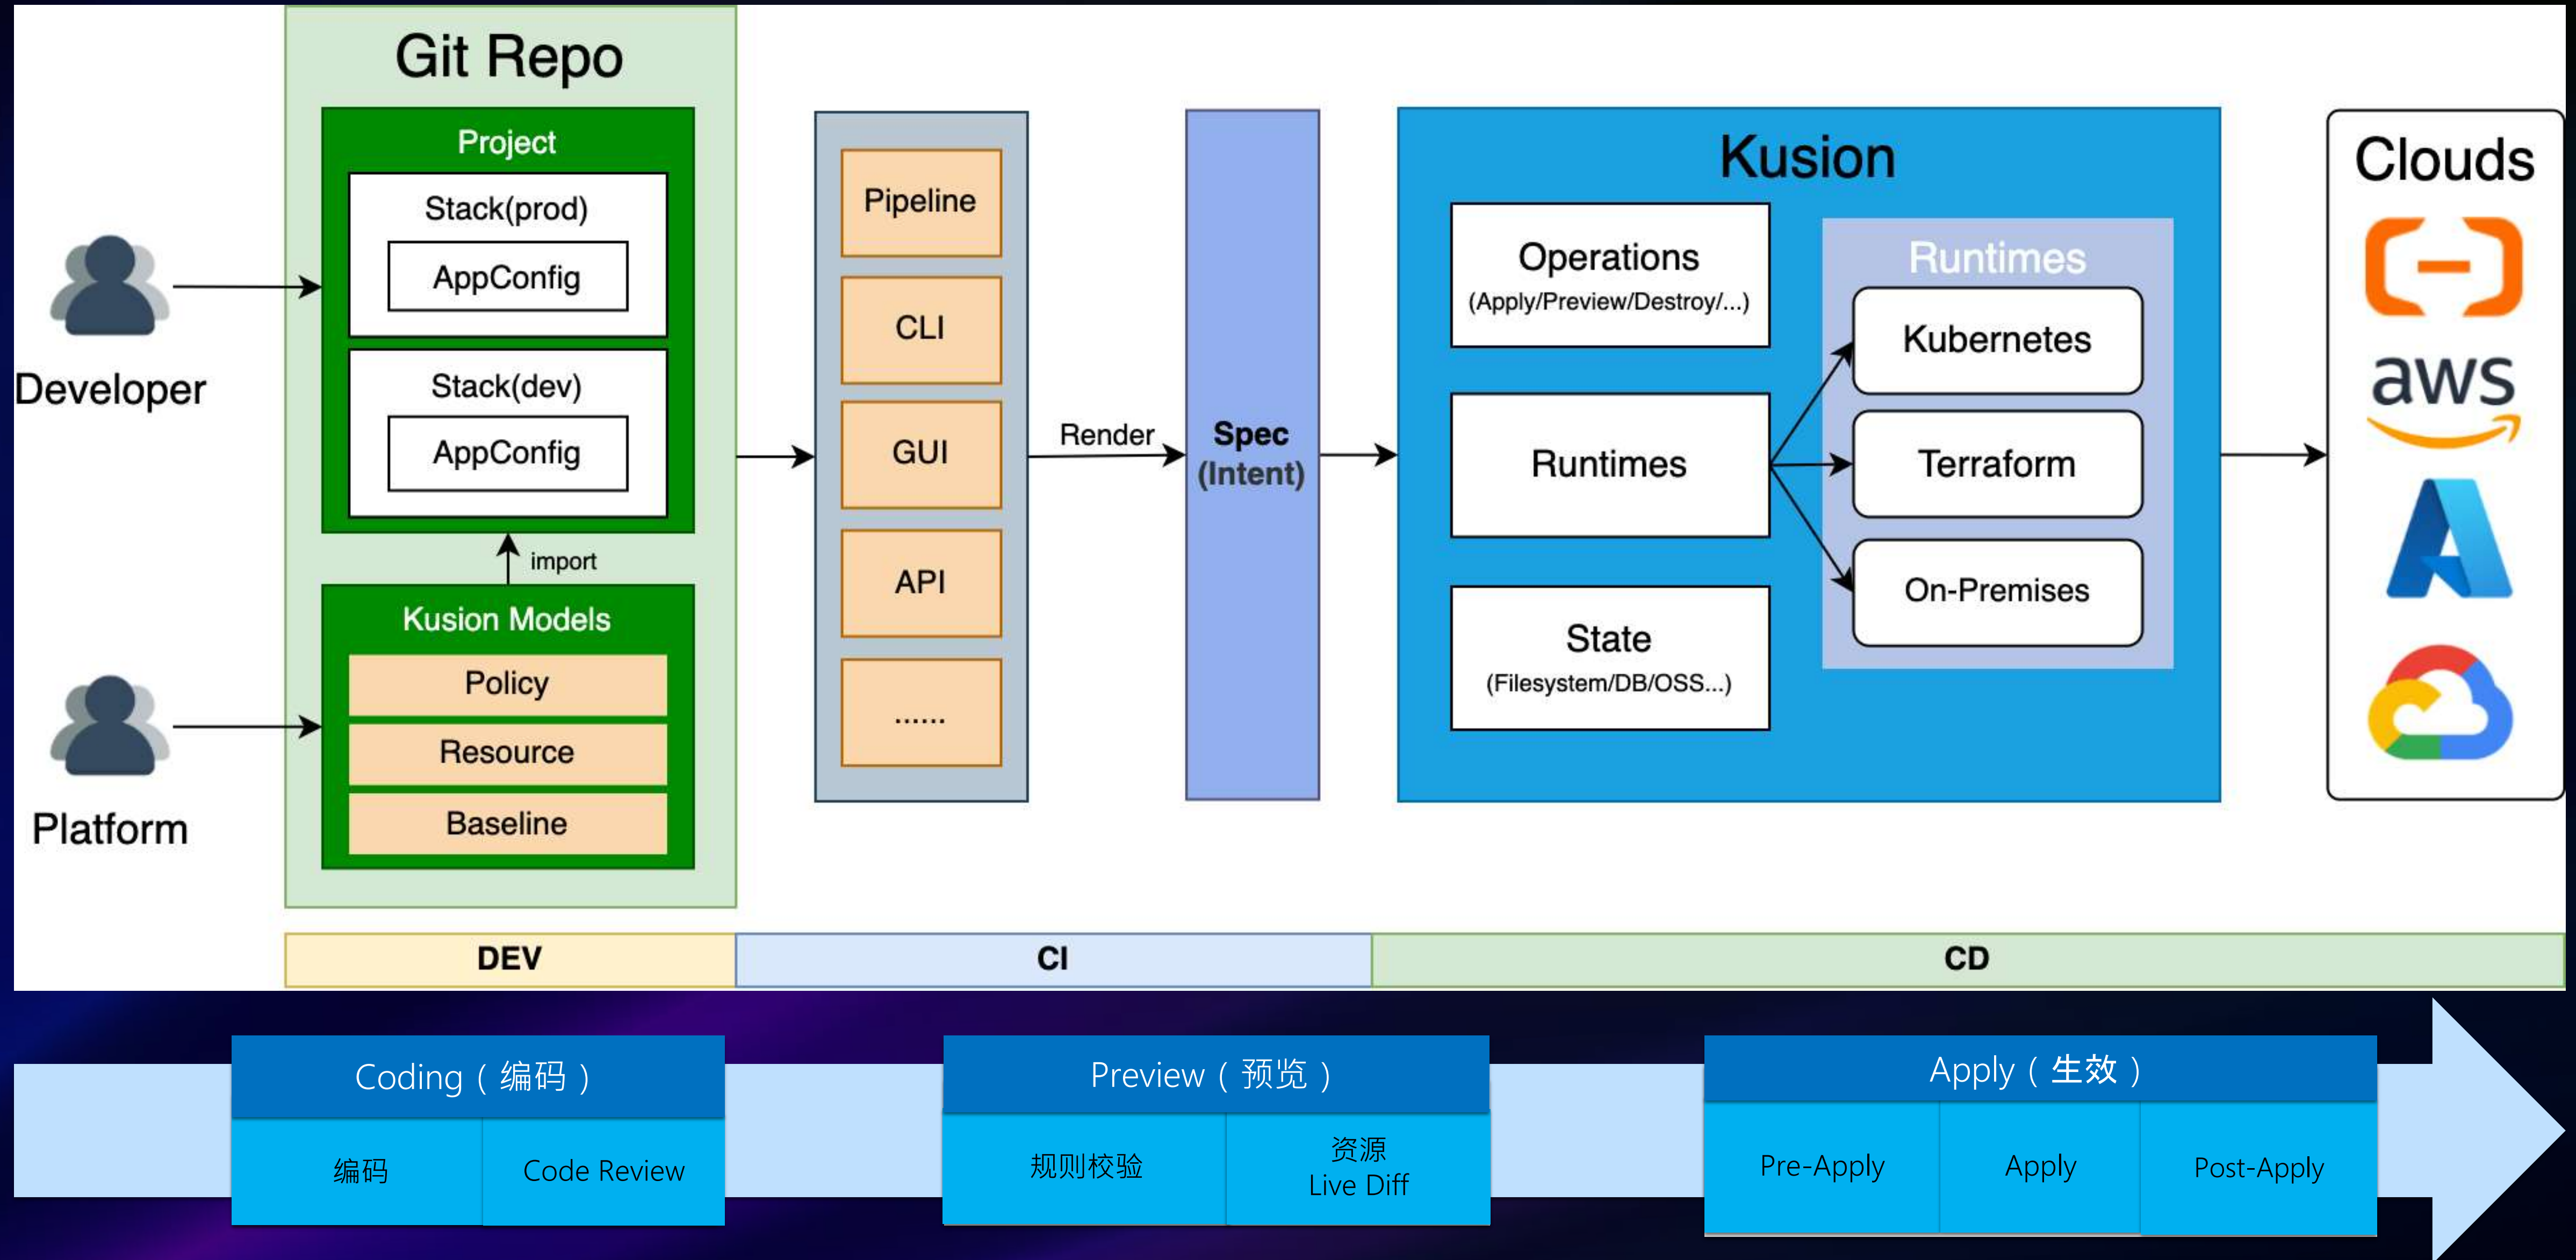 Git Repo
Project
Stack(prod)
AppConfig
Stack(dev)
AppConfig
import
Kusion Models
Policy
Resource
Baseline
Developer
Platform
Pipeline
CLI
GUI
API
......
Render
Spec
(Intent)
Kusion
Operations
(Apply/Preview/Destroy/...)
Runtimes
State
(Filesystem/DB/OSS...)
Runtimes
Kubernetes
Terraform
On-Premises
Clouds
aws
DEV
CI
CD
Coding（编码）
编码
Code Review
Preview（预览）
规则校验
资源
Live Diff
Apply（生效）
Pre-Apply
Apply
Post-Apply